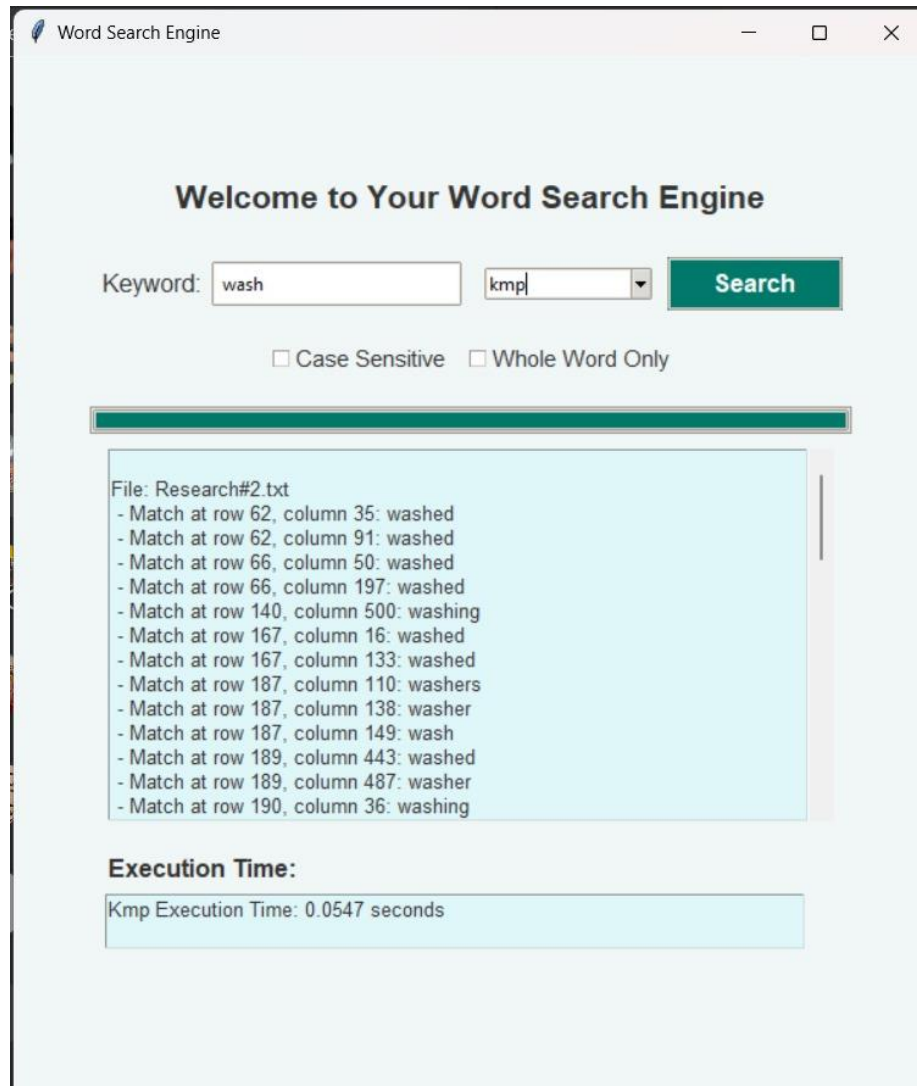 Word Search Engine
Welcome to Your Word Search Engine
Keyword: wash kmp Search
Case Sensitive Whole Word Only
File: Research#2.txt
- Match at row 62, column 35: washed
- Match at row 62, column 91: washed
- Match at row 66, column 50: washed
- Match at row 66, column 197: washed
- Match at row 140, column 500: washing
- Match at row 167, column 16: washed
- Match at row 167, column 133: washed
- Match at row 187, column 110: washers
- Match at row 187, column 138: washer
- Match at row 187, column 149: wash
- Match at row 189, column 443: washed
- Match at row 189, column 487: washer
- Match at row 190, column 36: washing
Execution Time:
Kmp Execution Time: 0.0547 seconds